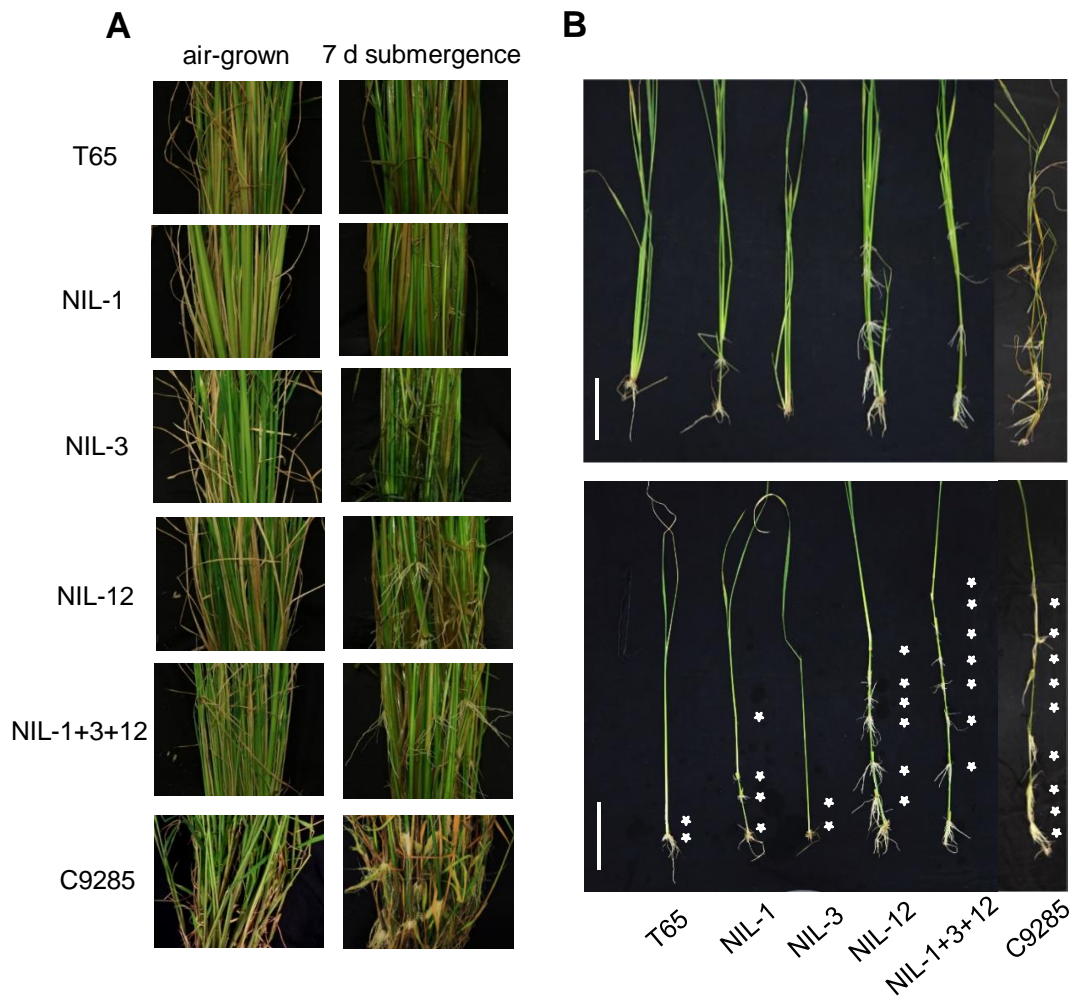 A
B
air-grown
7 d submergence
T65
NIL-1
NIL-3
NIL-12
NIL-1+3+12
C9285
T65
NIL-1
NIL-3
NIL-12
NIL-1+3+12
C9285